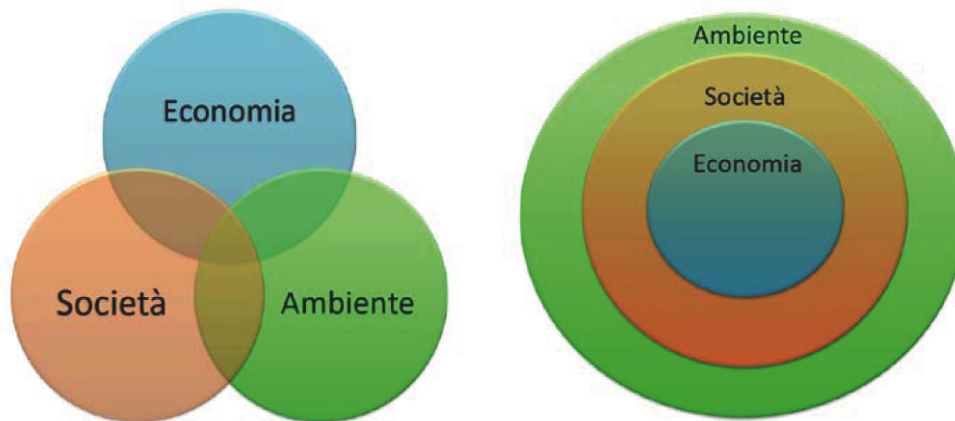 Economia
Società
Ambiente
Ambiente
Società
Economia